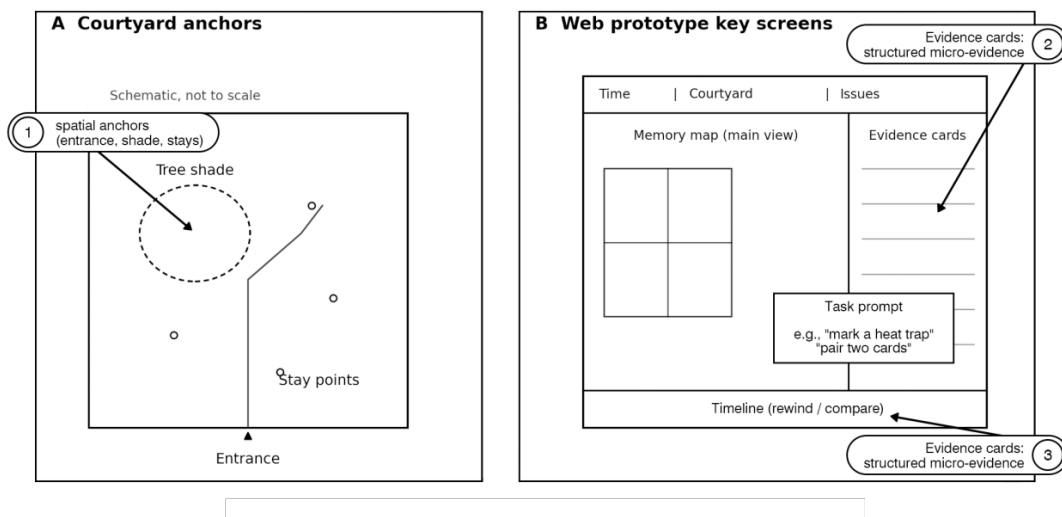 A Courtyard anchors
Schematic, not to scale
1
spatial anchors
(entrance, shade, stays)
Tree shade
Stay points
Entrance
B Web prototype key screens
Evidence cards:
structured micro-evidence
2
Time | Courtyard | Issues
Memory map (main view)
Evidence cards
Task prompt
e.g., "mark a heat trap"
"pair two cards"
Timeline (rewind / compare)
Evidence cards:
structured micro-evidence
3